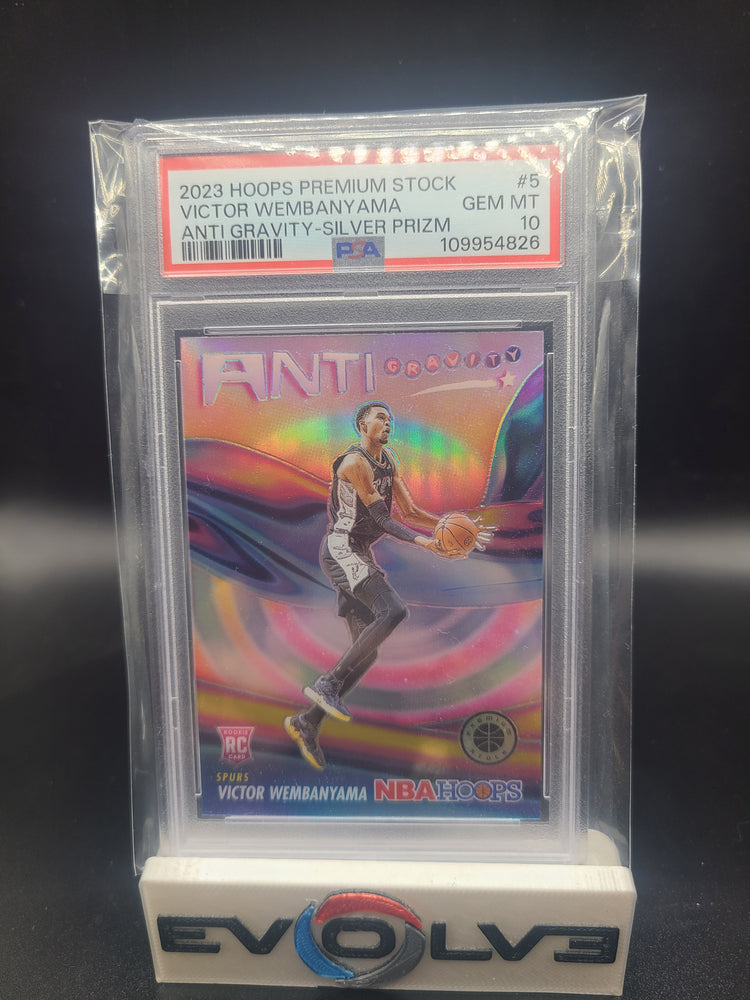 2023 HOOPS PREMIUM STOCK #5
VICTOR WEMBANYAMA GEM MT
ANTI GRAVITY-SILVER PRIZM 10
PSA 109954826
ANTI GRAVITY
ROOKIE
RC
CARD
PREMIUM
STOCK
SPURS
VICTOR WEMBANYAMA NBA HOOPS
EVOLV3